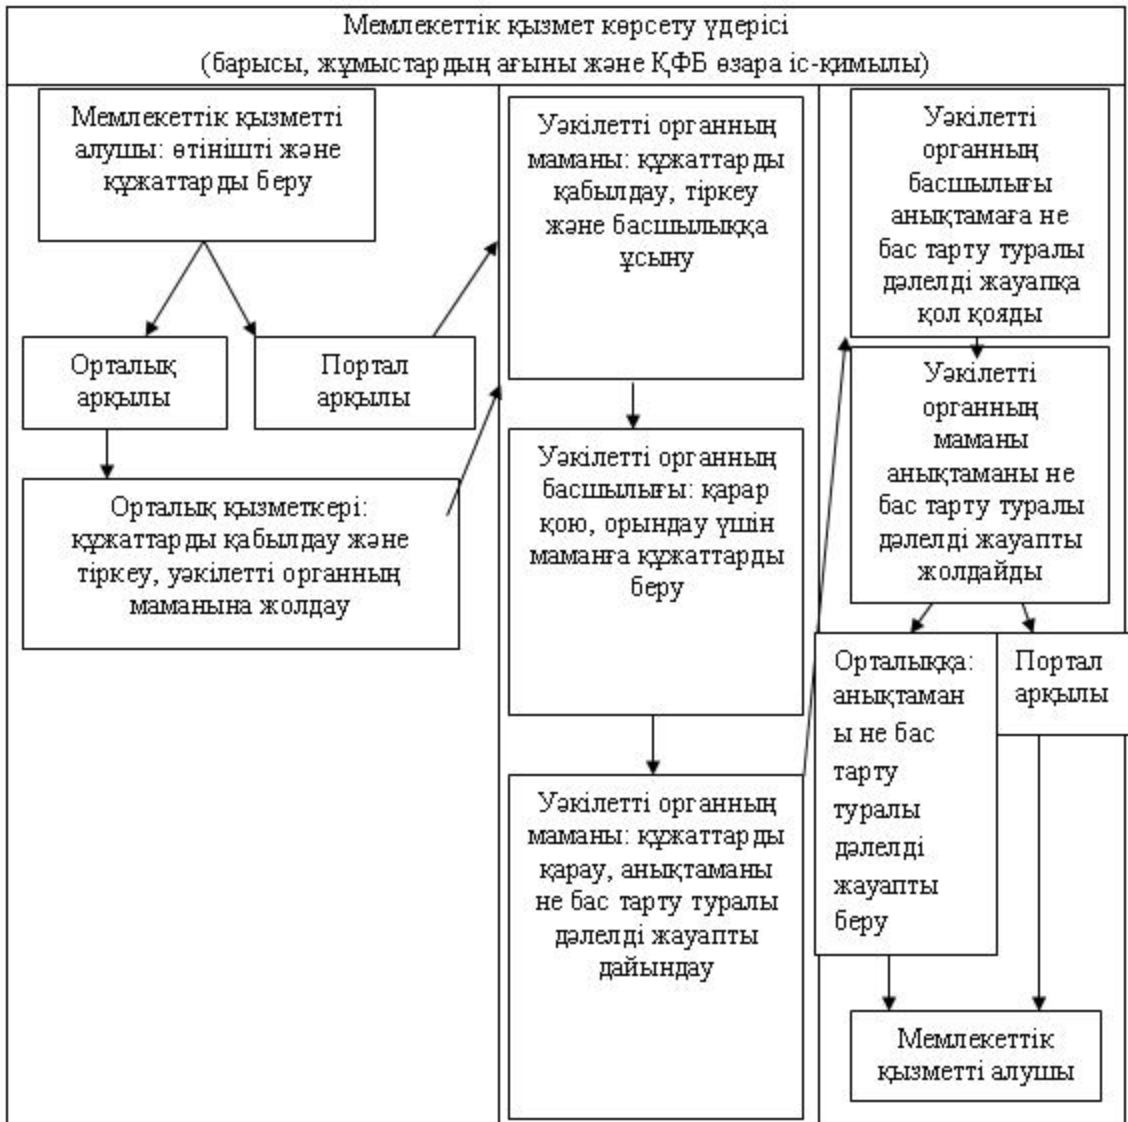 Мемлекеттік қызмет көрсету үдерісі
(барысы, жұмыстардың ағыны және ҚФБ өзара іс-қимылы)
Мемлекеттік қызметті
алушы: өтінішті және
құжаттарды беру
Орталық
арқылы
Портал
арқылы
Орталық қызметкері:
құжаттарды қабылдау және
тіркеу, уәкілетті органның
маманына жолдау
Уәкілетті органның
маманы: құжаттарды
қабылдау, тіркеу
және басшылыққа
ұсыну
Уәкілетті органның
басшылығы: қарар
қою, орындау үшін
маманға құжаттарды
беру
Уәкілетті органның
маманы: құжаттарды
қарау, анықтаманы
не бас тарту туралы
дәлелді жауапты
дайындау
Уәкілетті
органның
басшылығы
анықтамаға не
бас тарту туралы
дәлелді жауапқа
қол қояды
Уәкілетті
органның
маманы
анықтаманы не
бас тарту туралы
дәлелді жауапты
жолдайды
Орталыққа:
анықтаман
ы не бас
тарту
туралы
дәлелді
жауапты
беру
Портал
арқылы
Мемлекеттік
қызметті алушы